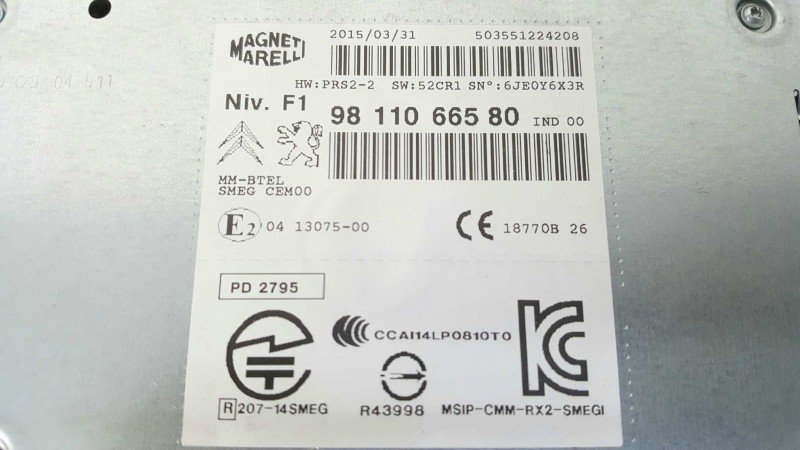 MAGNETI MARELLI
2015/03/31 503551224208
HW:PRS2-2 SW:52CR1 SN°:6JE0Y6X3R
Niv. F1
98 110 665 80 IND 00
MM-BTEL
SMEG CEM00
E2 04 13075-00
CE 18770B 26
PD 2795
CCAI14LP0810T0
R 207-14SMEG
R43998
KC
MSIP-CMM-RX2-SMEGI